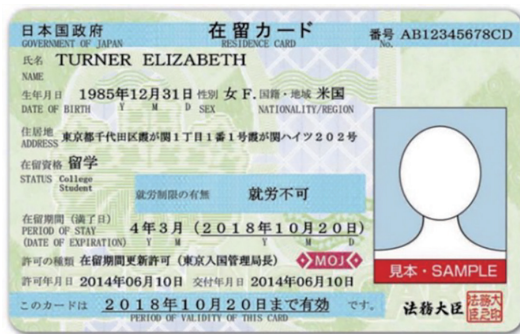 日本国政府 在留カード 番号 AB12345678CD
GOVERNMENT OF JAPAN RESIDENCE CARD No.
氏名 TURNER ELIZABETH
NAME
生年月日 1985年12月31日 性別 女 F. 国籍・地域 米国
DATE OF BIRTH Y M D SEX NATIONALITY/REGION
住居地 東京都千代田区霞が関1丁目1番1号霞が関ハイツ202号
ADDRESS
在留資格 留学
STATUS College
Student
就労制限の有無 就労不可
在留期間(満了日) 4年3月(2018年10月20日)
PERIOD OF STAY
(DATE OF EXPIRATION) Y M Y M D
許可の種類 在留期間更新許可(東京入国管理局長) MOJ
許可年月日 2014年06月10日 交付年月日 2014年06月10日
見本・SAMPLE
このカードは 2018年10月20日まで有効 です。
PERIOD OF VALIDITY OF THIS CARD
法務大臣